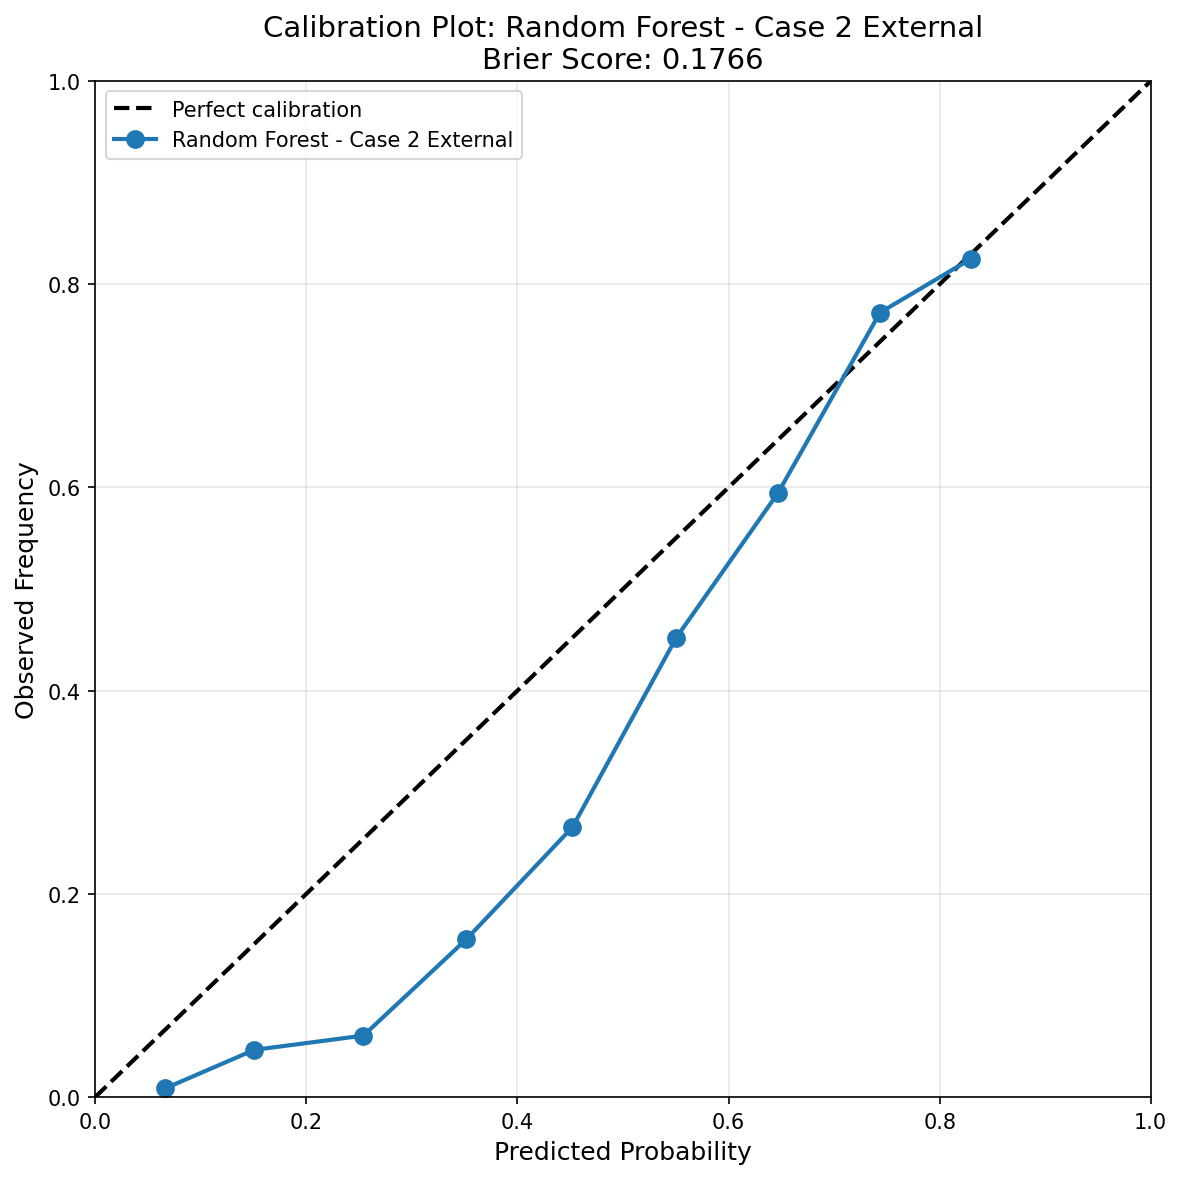 Calibration Plot: Random Forest - Case 2 External
Brier Score: 0.1766
Perfect calibration
Random Forest - Case 2 External
Observed Frequency
1.0
0.8
0.6
0.4
0.2
0.0
0.0 0.2 0.4 0.6 0.8 1.0
Predicted Probability